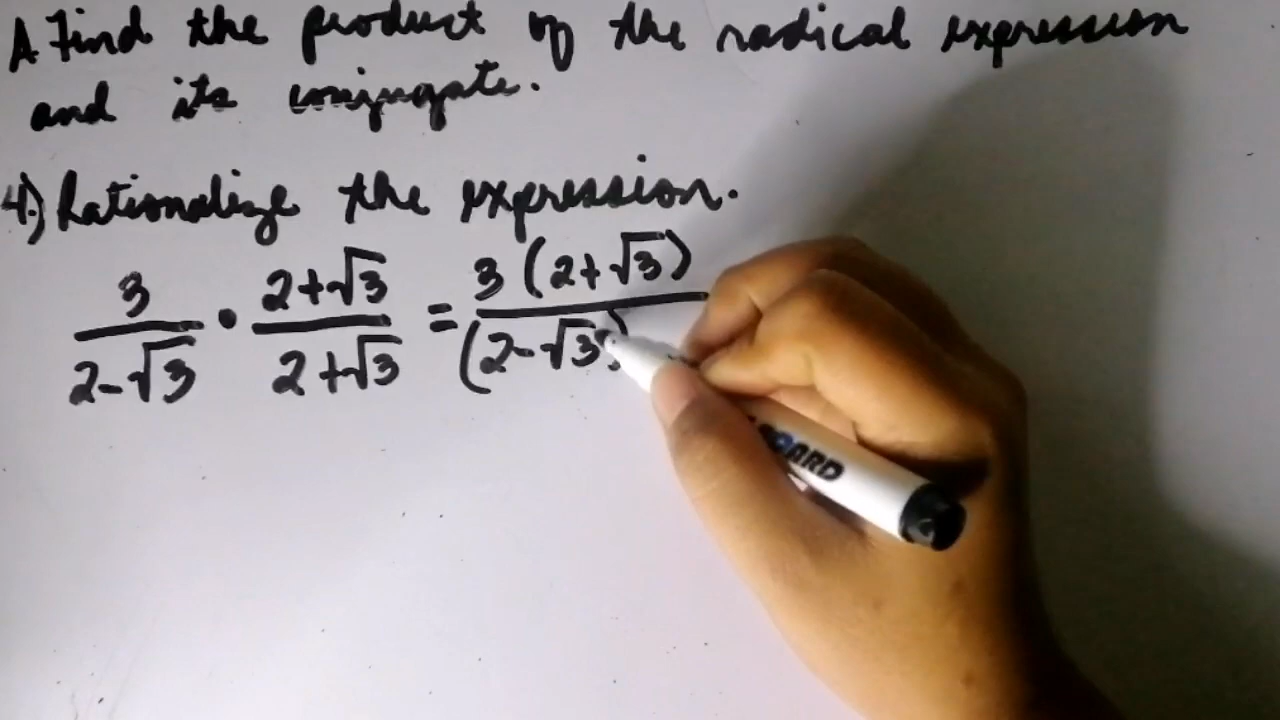 A Find the product of the radical expression
and its conjugate.
4.) Rationalize the expression.
3 / 2-√3 · 2+√3 / 2+√3 = 3(2+√3) / (2-√3)